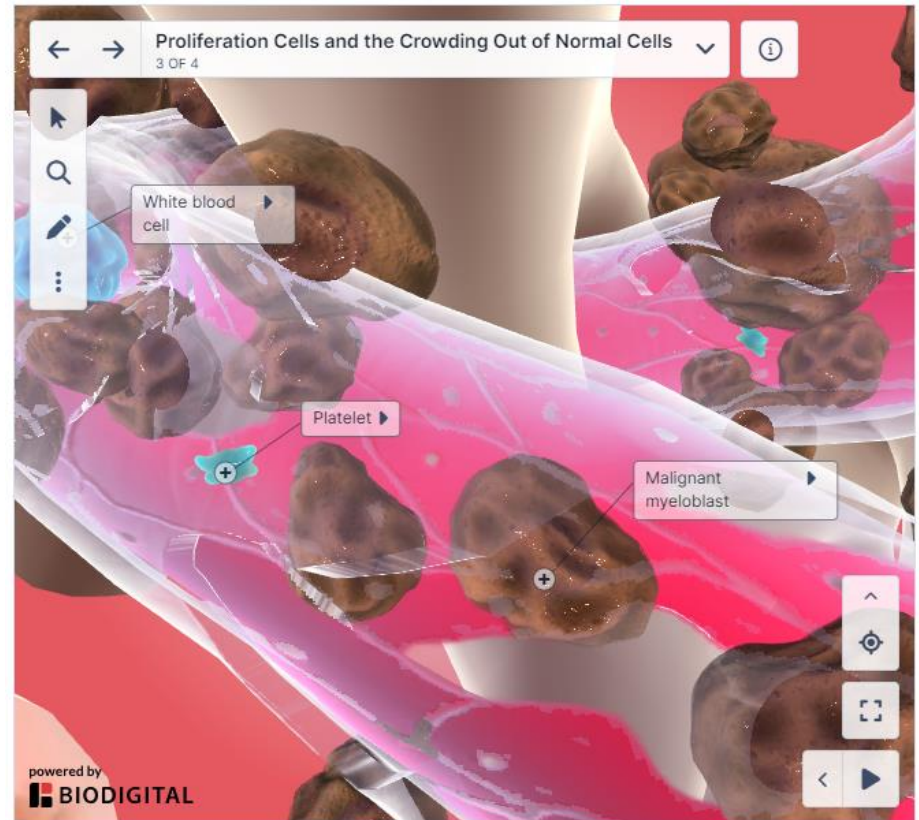 Proliferation Cells and the Crowding Out of Normal Cells
3 OF 4
White blood
cell
Platelet
Malignant
myeloblast
powered by
BIODIGITAL